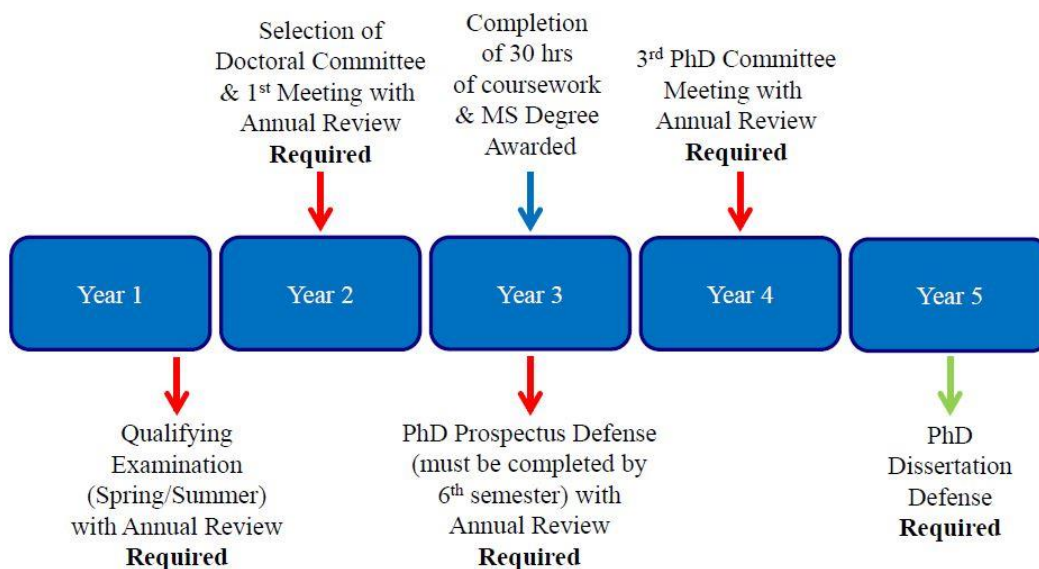 Selection of
Doctoral Committee
& 1st Meeting with
Annual Review
Required
Completion
of 30 hrs
of coursework
& MS Degree
Awarded
3rd PhD Committee
Meeting with
Annual Review
Required
Year 1
Year 2
Year 3
Year 4
Year 5
Qualifying
Examination
(Spring/Summer)
with Annual Review
Required
PhD Prospectus Defense
(must be completed by
6th semester) with
Annual Review
Required
PhD
Dissertation
Defense
Required